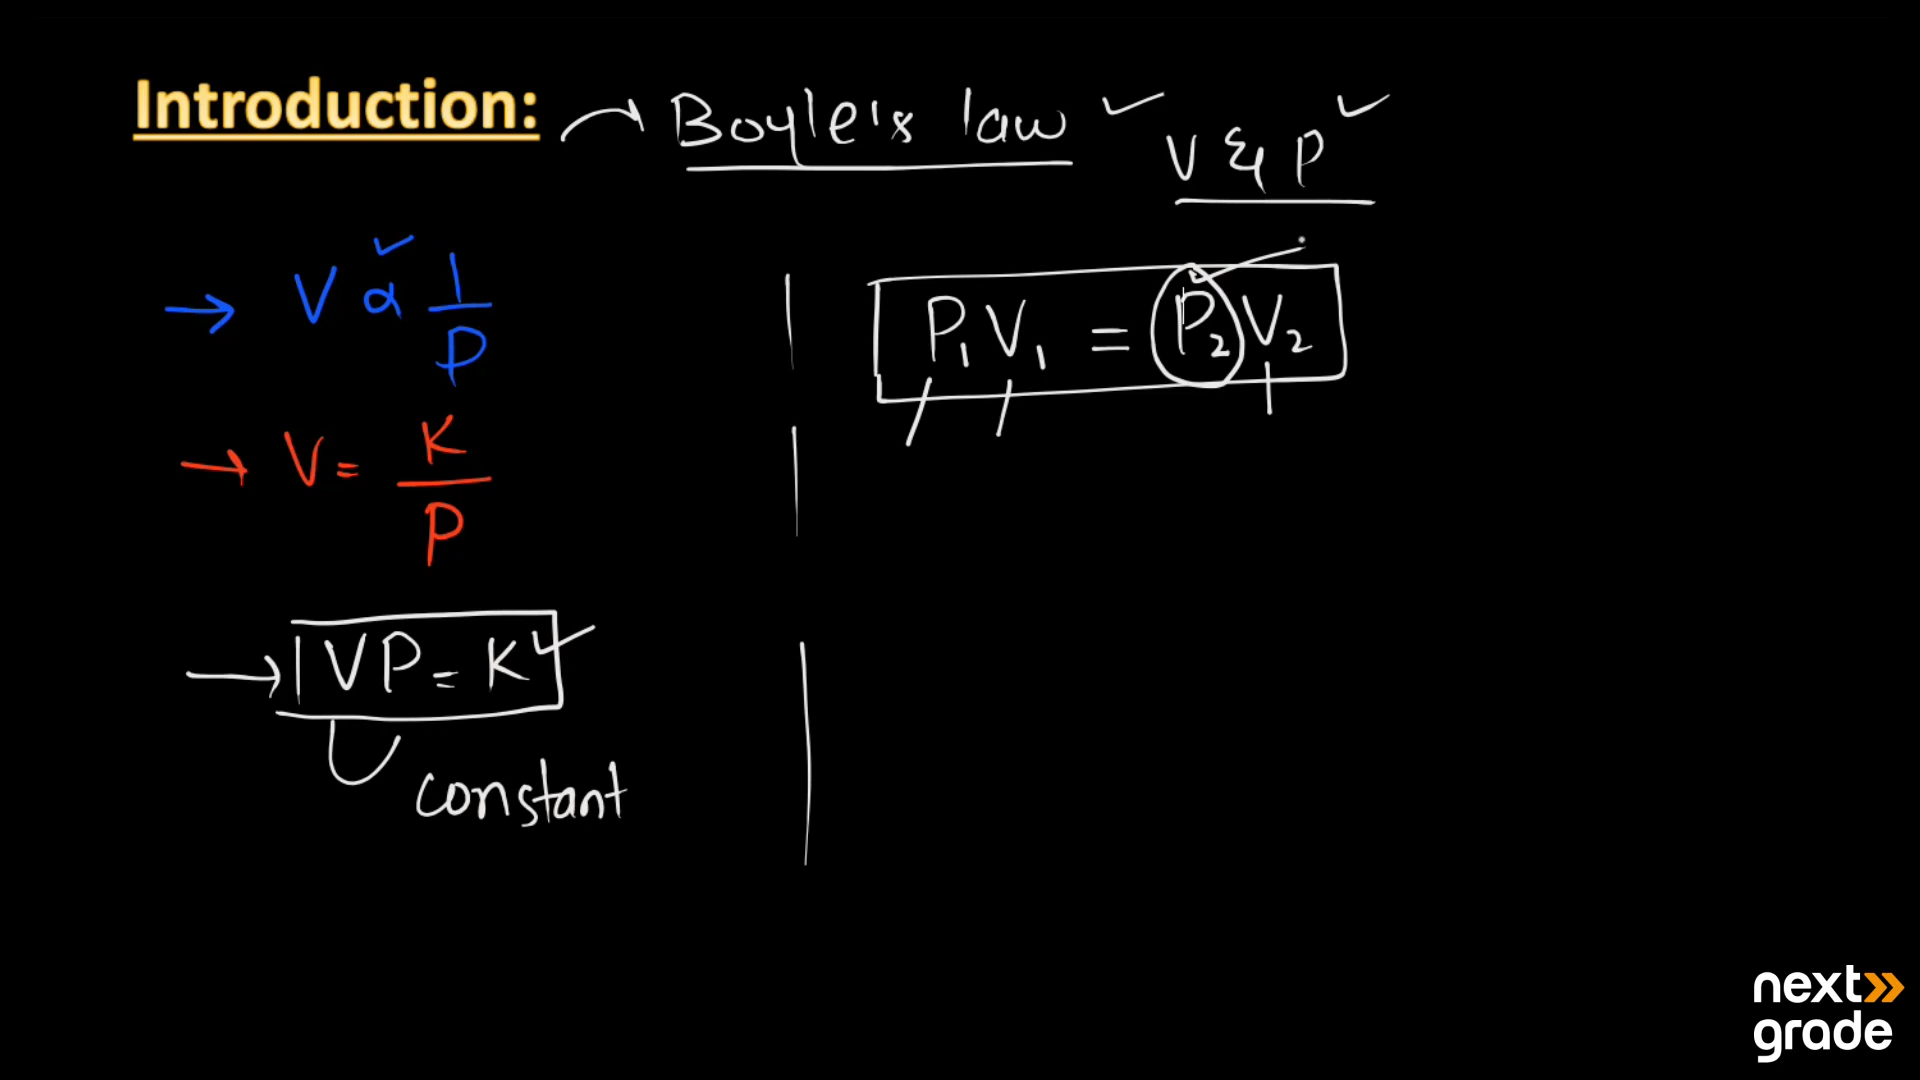 Introduction: → Boyle's law ✓
V & P ✓
→ V ∝ 1/P
→ V = K/P
→ VP = K ✓
constant
P₁V₁ = P₂V₂
next
grade